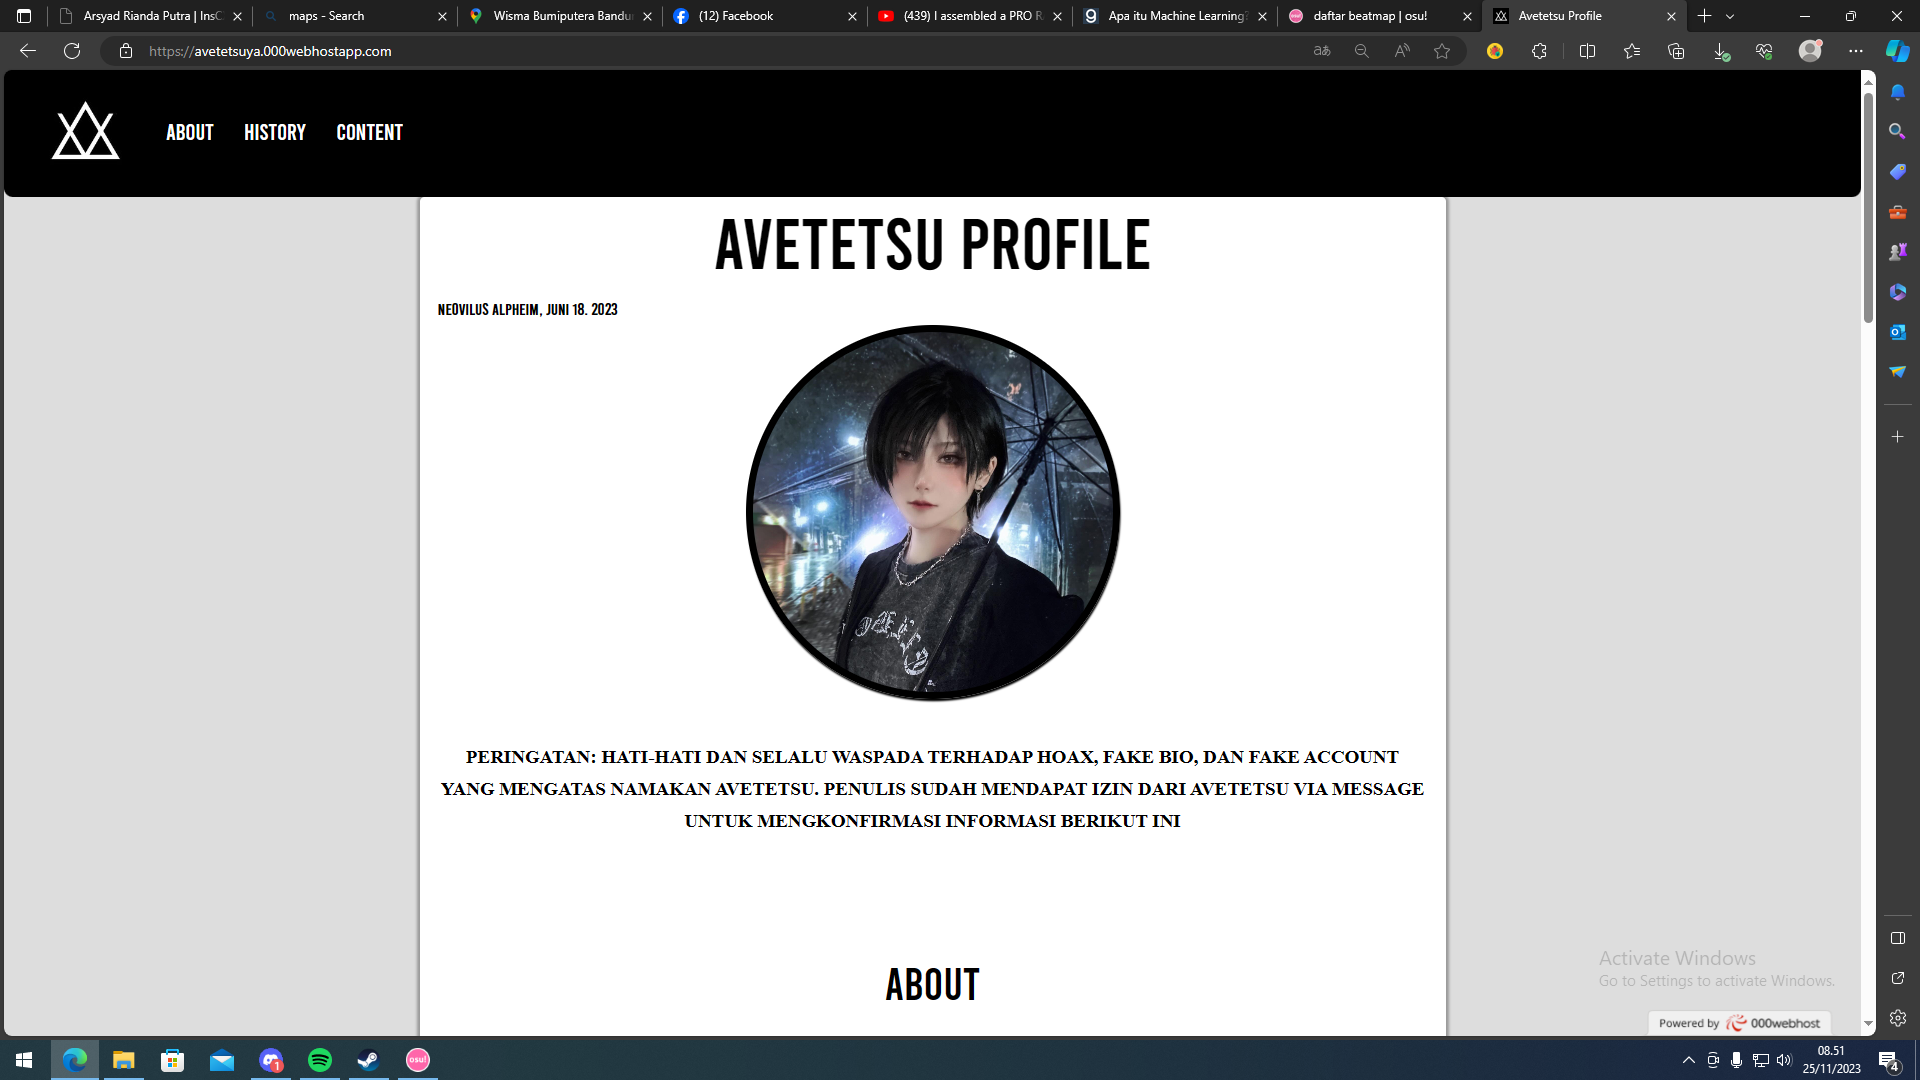 Arsyad Rianda Putra | InsC
maps - Search
Wisma Bumiputera Bandu
(12) Facebook
(439) I assembled a PRO R
Apa itu Machine Learning?
daftar beatmap | osu!
Avetetsu Profile
https://avetetsuya.000webhostapp.com
ABOUT
HISTORY
CONTENT
AVETETSU PROFILE
NEOVILUS ALPHEIM, JUNI 18. 2023
PERINGATAN: HATI-HATI DAN SELALU WASPADA TERHADAP HOAX, FAKE BIO, DAN FAKE ACCOUNT
YANG MENGATAS NAMAKAN AVETETSU. PENULIS SUDAH MENDAPAT IZIN DARI AVETETSU VIA MESSAGE
UNTUK MENGKONFIRMASI INFORMASI BERIKUT INI
ABOUT
Activate Windows
Go to Settings to activate Windows.
Powered by 000webhost
1
osu!
08.51
25/11/2023
4